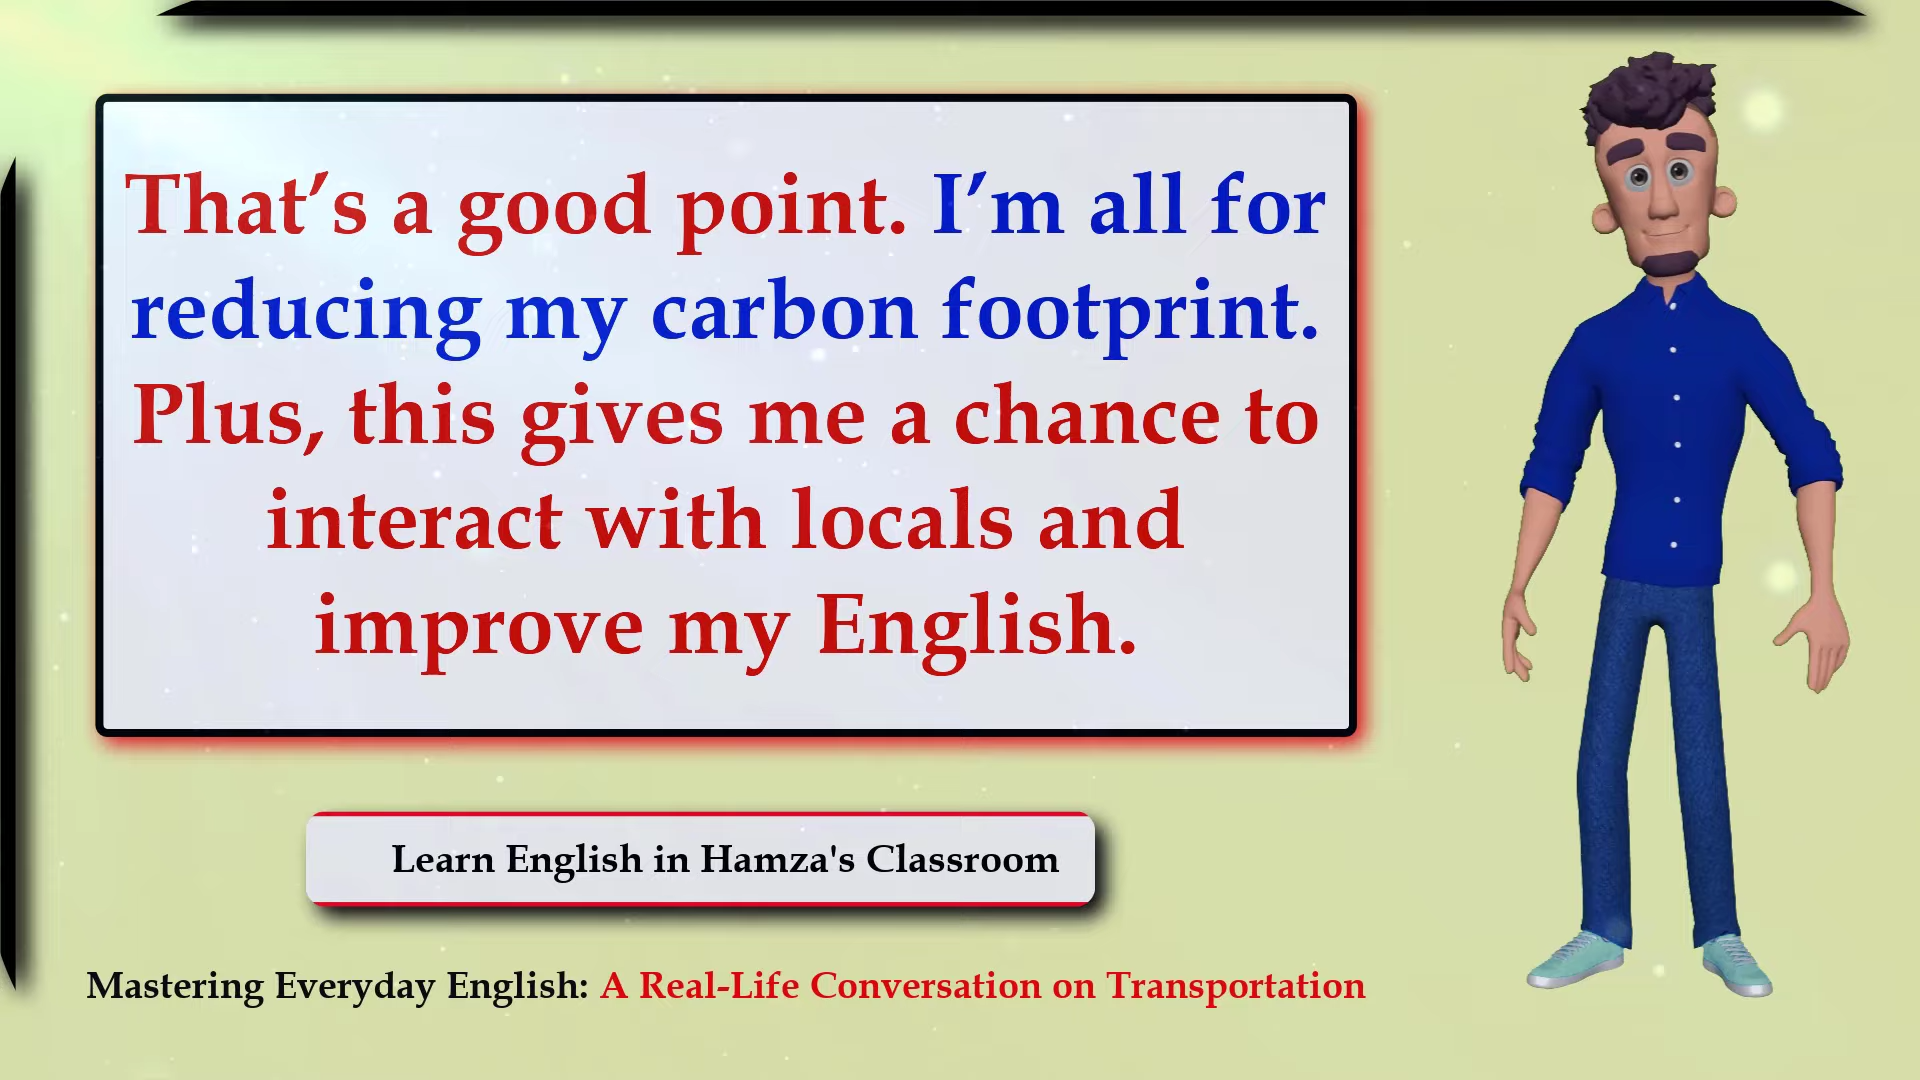 That’s a good point. I’m all for
reducing my carbon footprint.
Plus, this gives me a chance to
interact with locals and
improve my English.
Learn English in Hamza's Classroom
Mastering Everyday English: A Real-Life Conversation on Transportation